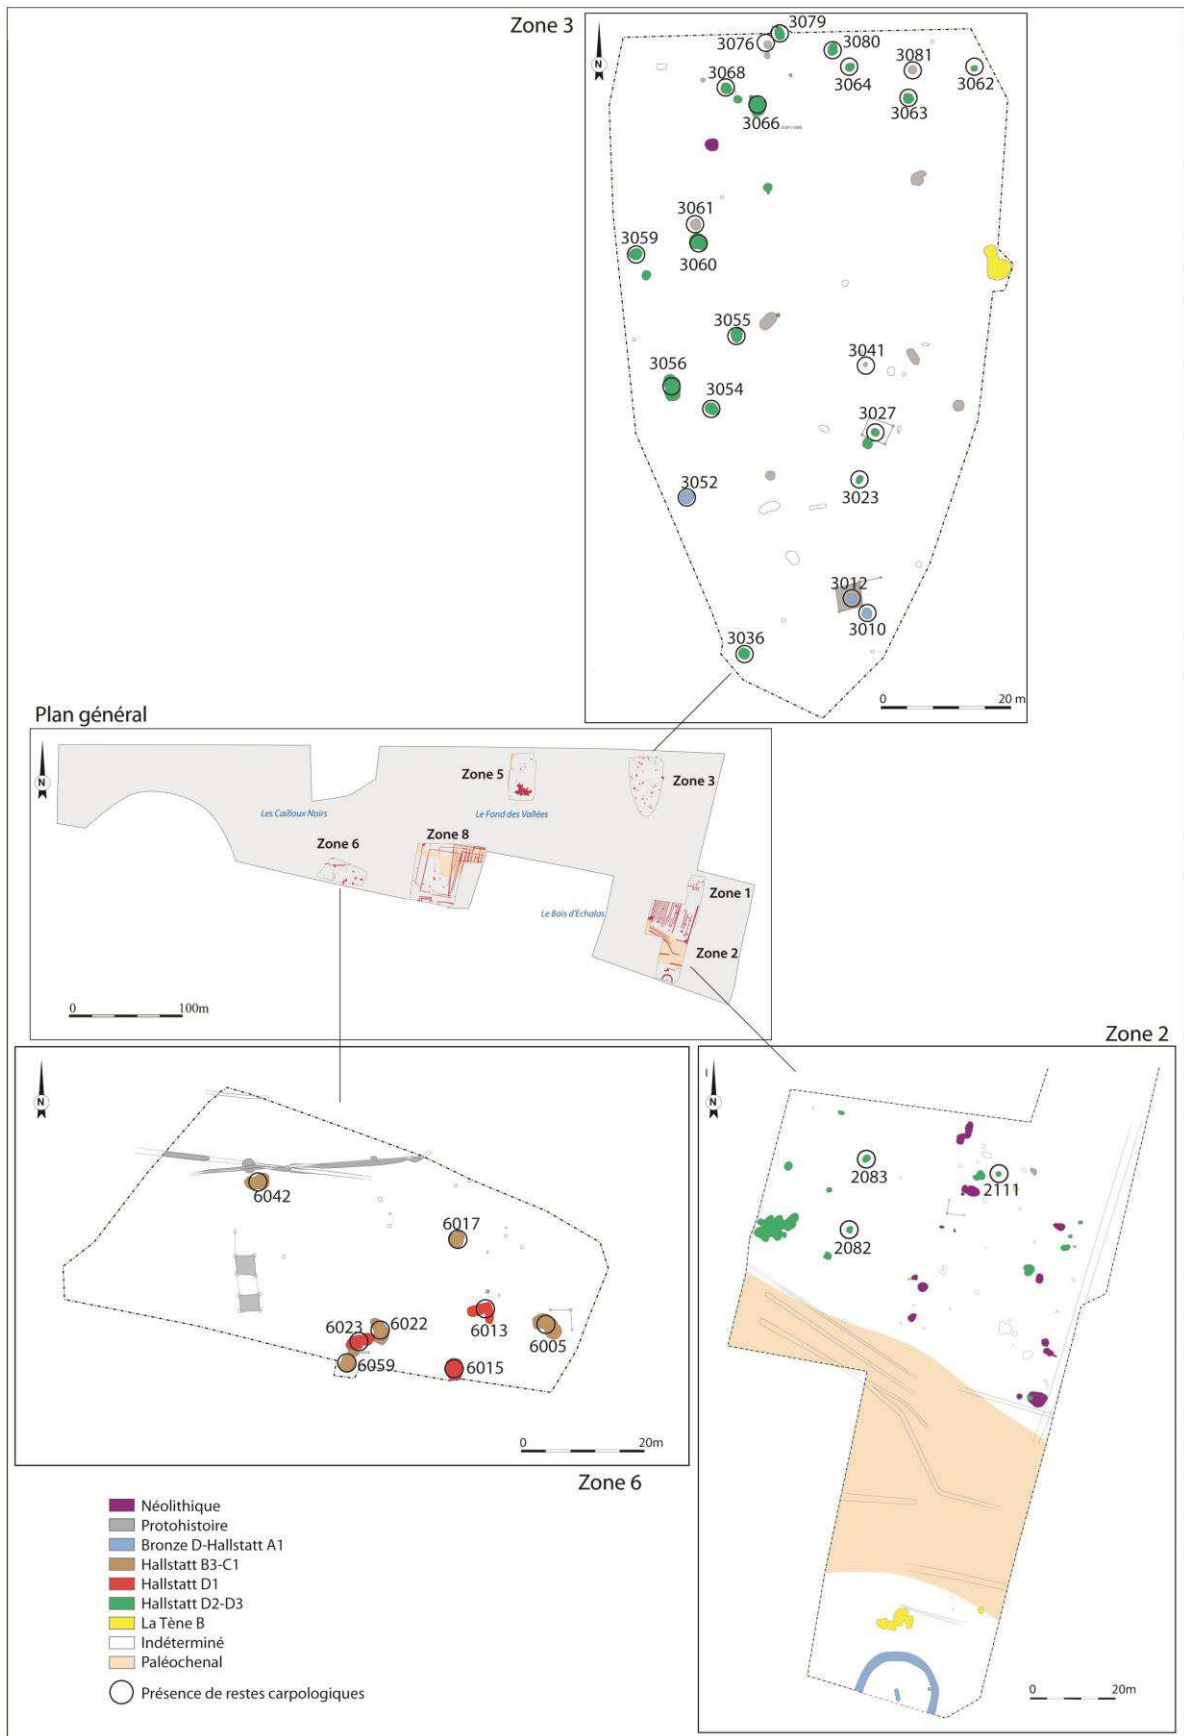 Zone 3
N
3079
3076
3080
3064
3081
3062
3068
3063
3066
3061
3059
3060
3055
3041
3056
3054
3027
3052
3023
3012
3010
3036
0 20 m
Plan général
N
Zone 5
Zone 3
Les Cailloux Noirs
Le Fond des Vallées
Zone 6
Zone 8
Zone 1
Le Bois d'Echalas
Zone 2
0 100m
Zone 2
N
6042
6017
6013
6005
6022
6023
6059
6015
0 20m
Zone 6
N
2083
2111
2082
0 20m
Néolithique
Protohistoire
Bronze D-Hallstatt A1
Hallstatt B3-C1
Hallstatt D1
Hallstatt D2-D3
La Tène B
Indéterminé
Paléochenal
Présence de restes carpologiques